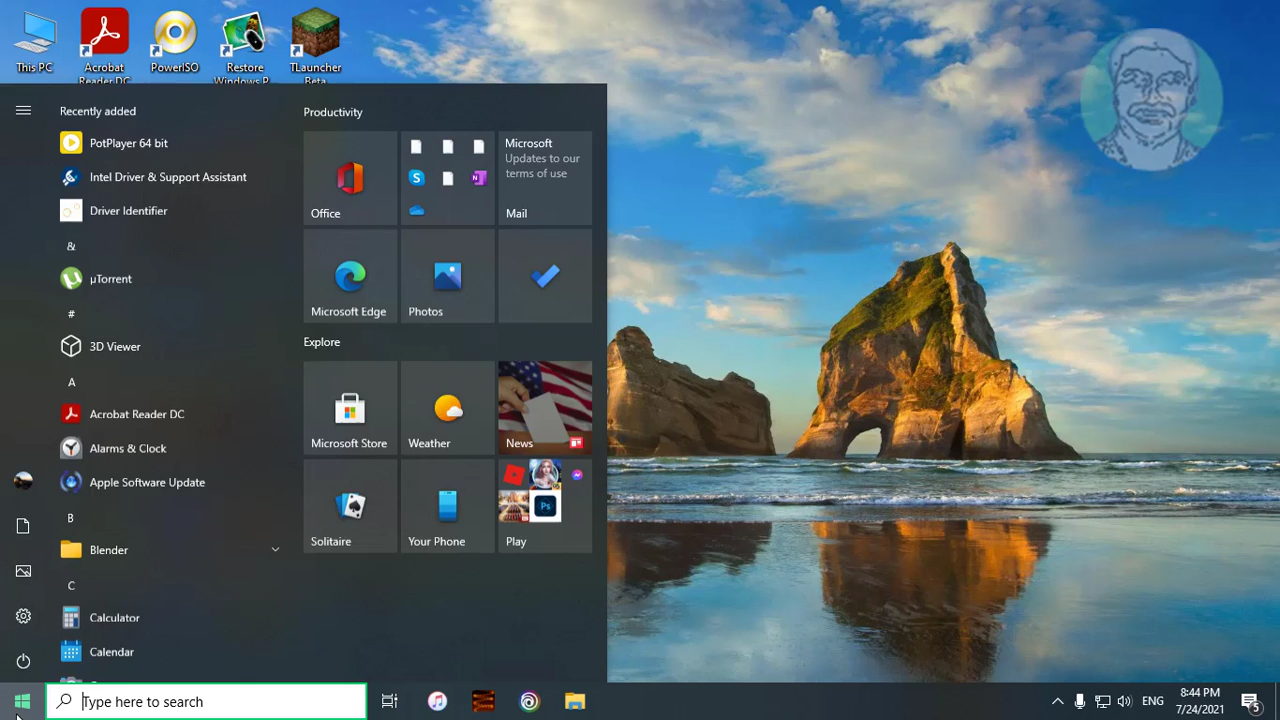 This PC
Acrobat
Reader DC
PowerISO
Restore
Windows P...
TLauncher
Beta
Recently added
PotPlayer 64 bit
Intel Driver & Support Assistant
Driver Identifier
&
µTorrent
#
3D Viewer
A
Acrobat Reader DC
Alarms & Clock
Apple Software Update
B
Blender
C
Calculator
Calendar
Productivity
Office
Microsoft
Updates to our
terms of use
Mail
Microsoft Edge
Photos
Explore
Microsoft Store
Weather
News
Solitaire
Your Phone
Ps
Play
Type here to search
ENG
8:44 PM
7/24/2021
5